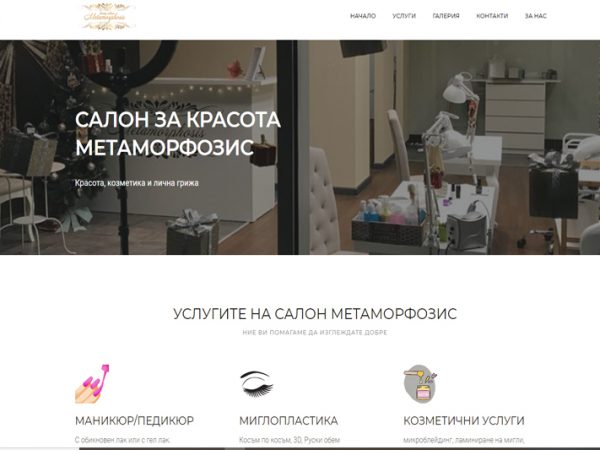 Metamorphosis
НАЧАЛО УСЛУГИ ГАЛЕРИЯ КОНТАКТИ ЗА НАС
САЛОН ЗА КРАСОТА
МЕТАМОРФОЗИС
Metamorphosis
Красота, козметика и лична грижа
УСЛУГИТЕ НА САЛОН МЕТАМОРФОЗИС
НИЕ ВИ ПОМАГАМЕ ДА ИЗГЛЕЖДАТЕ ДОБРЕ
МАНИКЮР/ПЕДИКЮР
С обикновен лак или с гел лак.
МИГЛОПЛАСТИКА
Косъм по косъм, 3D, Руски обем
КОЗМЕТИЧНИ УСЛУГИ
микроблейдинг, ламиниране на мигли,